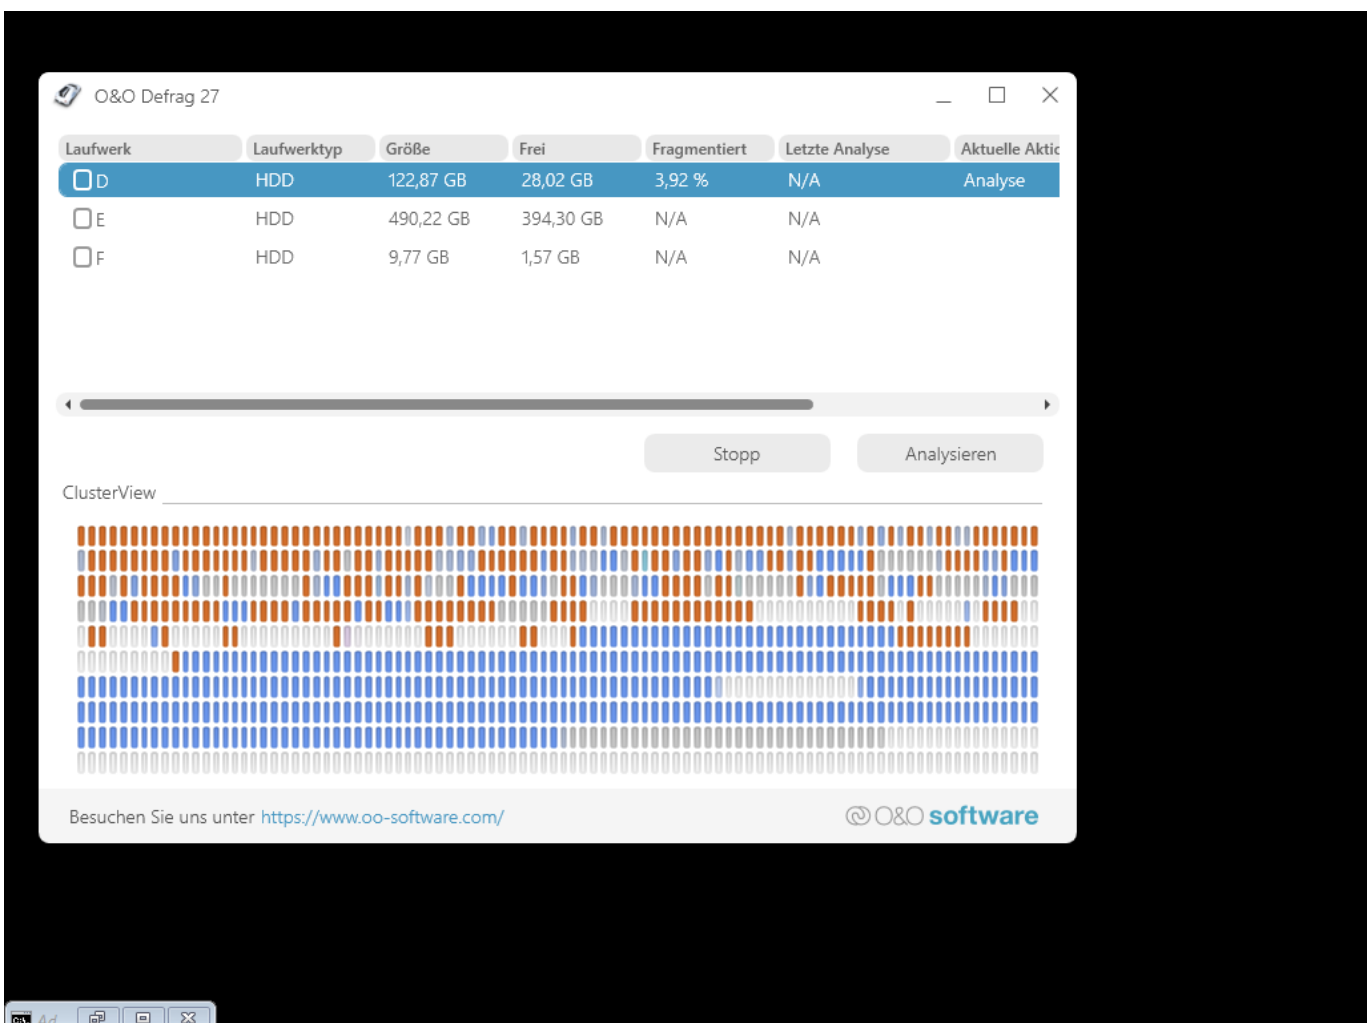 O&O Defrag 27
Laufwerk Laufwerktyp Größe Frei Fragmentiert Letzte Analyse Aktuelle Aktic
D HDD 122,87 GB 28,02 GB 3,92 % N/A Analyse
E HDD 490,22 GB 394,30 GB N/A N/A
F HDD 9,77 GB 1,57 GB N/A N/A
Stopp Analysieren
ClusterView
Besuchen Sie uns unter https://www.oo-software.com/
O&O software
Ad...